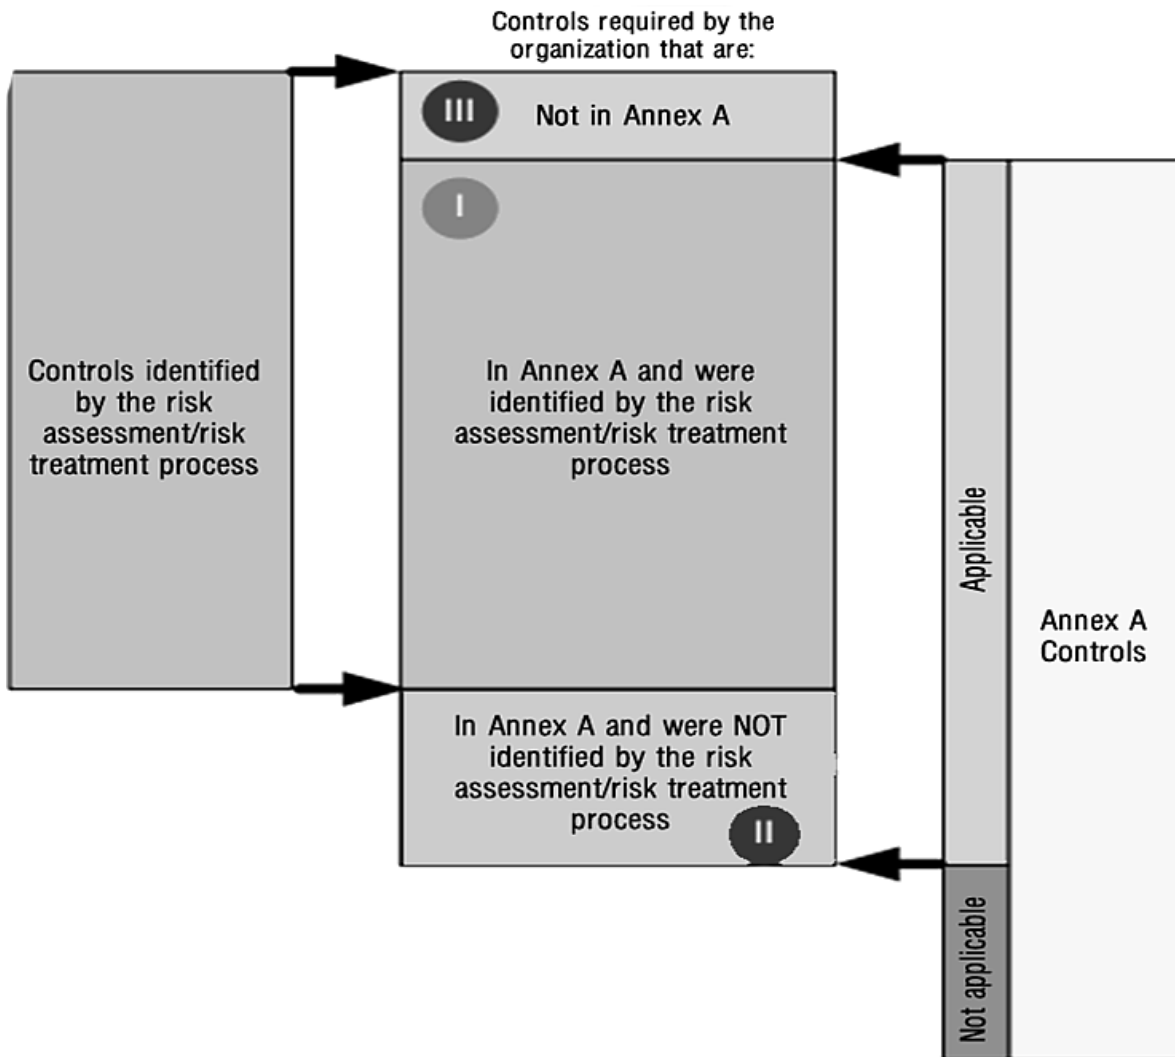 Controls required by the
organization that are:
III
Not in Annex A
I
Controls identified
by the risk
assessment/risk
treatment process
In Annex A and were
identified by the risk
assessment/risk treatment
process
In Annex A and were NOT
identified by the risk
assessment/risk treatment
process
II
Applicable
Not applicable
Annex A
Controls